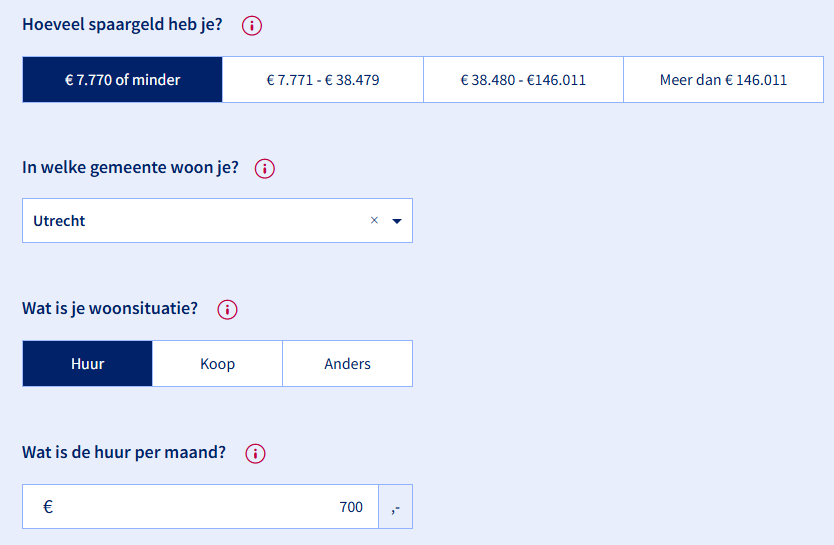 Hoeveel spaargeld heb je?
€ 7.770 of minder € 7.771 - € 38.479 € 38.480 - €146.011 Meer dan € 146.011
In welke gemeente woon je?
Utrecht ×
Wat is je woonsituatie?
Huur Koop Anders
Wat is de huur per maand?
€ 700 ,-